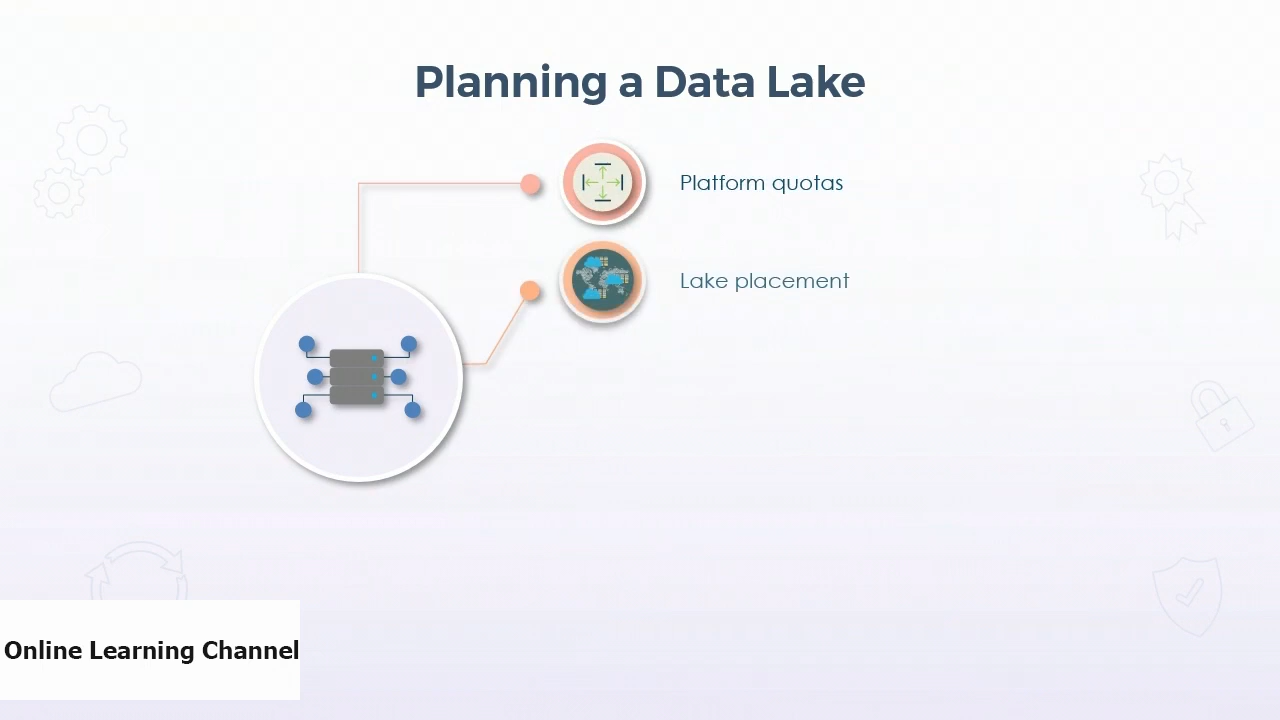 Planning a Data Lake
Platform quotas
Lake placement
Online Learning Channel